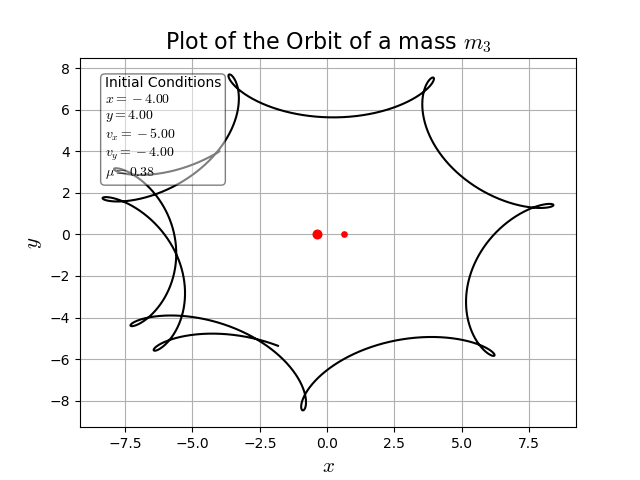 Plot of the Orbit of a mass m₃
Initial Conditions
x = −4.00
y = 4.00
vₓ = −5.00
v_y = −4.00
μ = 0.38
8
6
4
2
0
−2
−4
−6
−8
y
−7.5 −5.0 −2.5 0.0 2.5 5.0 7.5
x